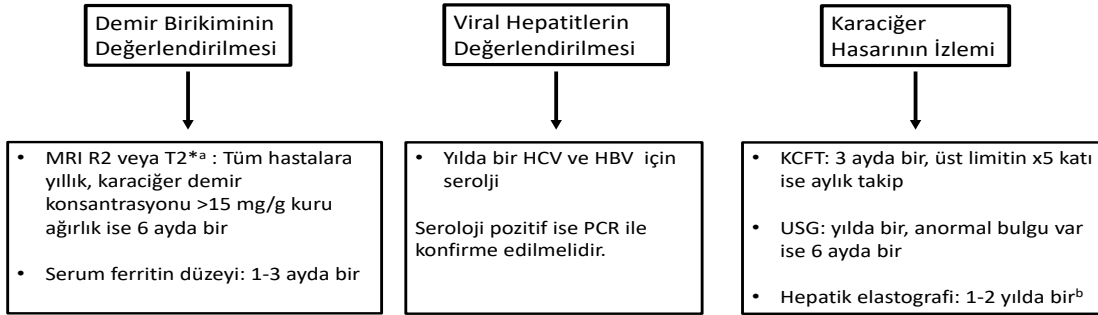 Demir Birikiminin
Değerlendirilmesi
Viral Hepatitlerin
Değerlendirilmesi
Karaciğer
Hasarının İzlemi
• MRI R2 veya T2*ᵃ : Tüm hastalara
yıllık, karaciğer demir
konsantrasyonu >15 mg/g kuru
ağırlık ise 6 ayda bir
• Serum ferritin düzeyi: 1-3 ayda bir
• Yılda bir HCV ve HBV için
serolji
Seroloji pozitif ise PCR ile
konfirme edilmelidir.
• KCFT: 3 ayda bir, üst limitin x5 katı
ise aylık takip
• USG: yılda bir, anormal bulgu var
ise 6 ayda bir
• Hepatik elastografi: 1-2 yılda birᵇ